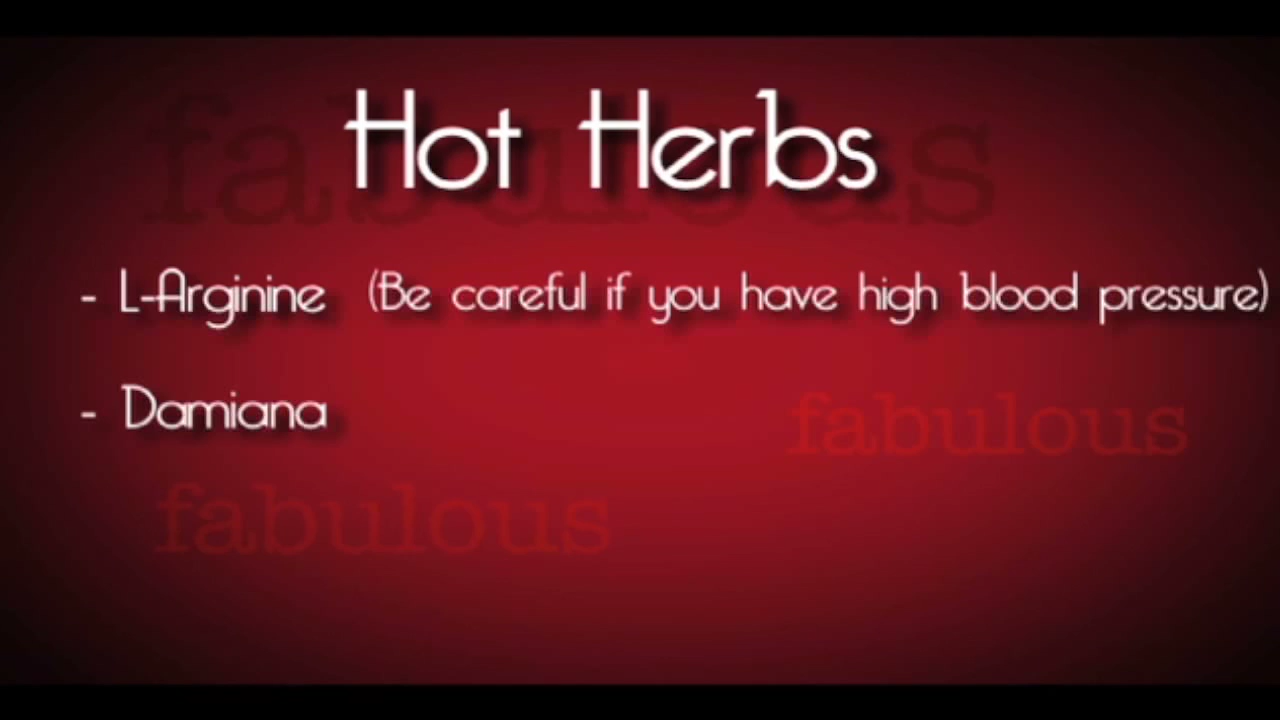 fabulous
Hot Herbs
- L-Arginine (Be careful if you have high blood pressure)
- Damiana
fabulous
fabulous